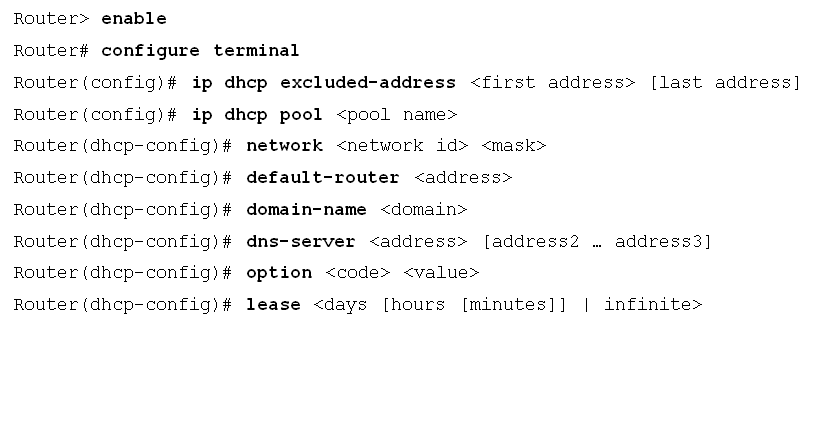 Router> enable
Router# configure terminal
Router(config)# ip dhcp excluded-address <first address> [last address]
Router(config)# ip dhcp pool <pool name>
Router(dhcp-config)# network <network id> <mask>
Router(dhcp-config)# default-router <address>
Router(dhcp-config)# domain-name <domain>
Router(dhcp-config)# dns-server <address> [address2 … address3]
Router(dhcp-config)# option <code> <value>
Router(dhcp-config)# lease <days [hours [minutes]] | infinite>